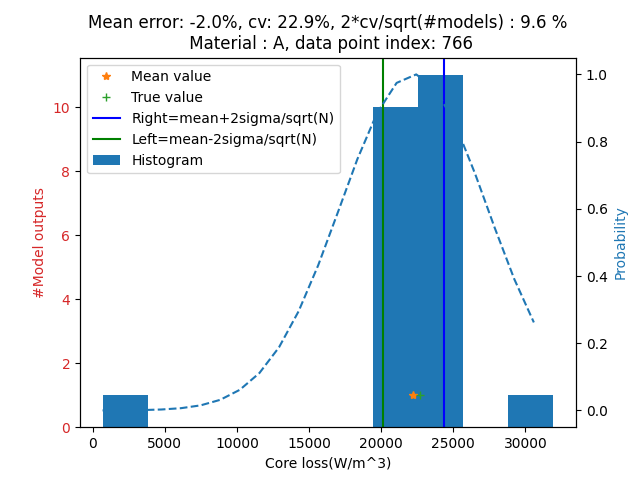 Mean error: -2.0%, cv: 22.9%, 2*cv/sqrt(#models) : 9.6 %
Material : A, data point index: 766
Mean value
True value
Right=mean+2sigma/sqrt(N)
Left=mean-2sigma/sqrt(N)
Histogram
#Model outputs
10
8
6
4
2
0
1.0
0.8
0.6
0.4
0.2
0.0
Probability
0 5000 10000 15000 20000 25000 30000
Core loss(W/m^3)